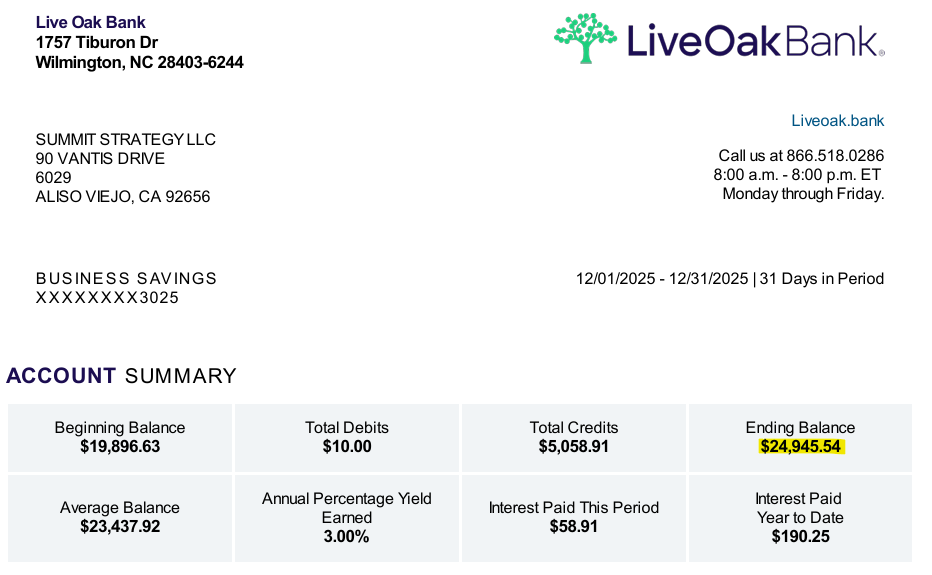 Live Oak Bank
1757 Tiburon Dr
Wilmington, NC 28403-6244
LiveOakBank®
Liveoak.bank
Call us at 866.518.0286
8:00 a.m. - 8:00 p.m. ET
Monday through Friday.
SUMMIT STRATEGY LLC
90 VANTIS DRIVE
6029
ALISO VIEJO, CA 92656
BUSINESS SAVINGS
XXXXXXXX3025
12/01/2025 - 12/31/2025 | 31 Days in Period
ACCOUNT SUMMARY
Beginning Balance
$19,896.63
Total Debits
$10.00
Total Credits
$5,058.91
Ending Balance
$24,945.54
Average Balance
$23,437.92
Annual Percentage Yield
Earned
3.00%
Interest Paid This Period
$58.91
Interest Paid
Year to Date
$190.25